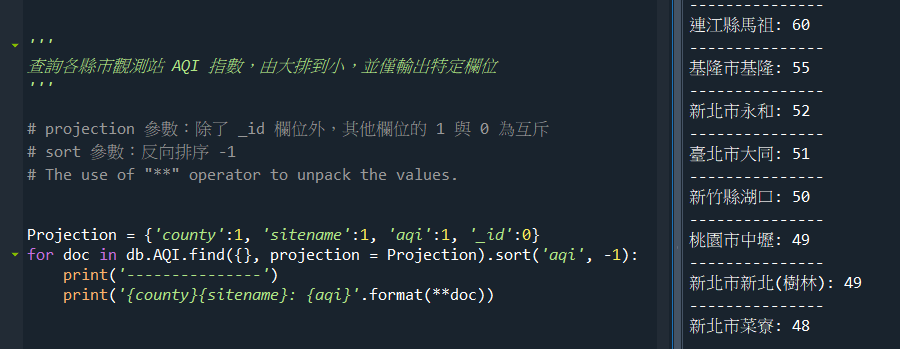 '''
查詢各縣市觀測站 AQI 指數，由大排到小，並僅輸出特定欄位
'''
# projection 參數：除了 _id 欄位外，其他欄位的 1 與 0 為互斥
# sort 參數：反向排序 -1
# The use of "**" operator to unpack the values.
Projection = {'county':1, 'sitename':1, 'aqi':1, '_id':0}
for doc in db.AQI.find({}, projection = Projection).sort('aqi', -1):
    print('---------------')
    print('{county}{sitename}: {aqi}'.format(**doc))
---------------
連江縣馬祖: 60
---------------
基隆市基隆: 55
---------------
新北市永和: 52
---------------
臺北市大同: 51
---------------
新竹縣湖口: 50
---------------
桃園市中壢: 49
---------------
新北市新北(樹林): 49
---------------
新北市菜寮: 48